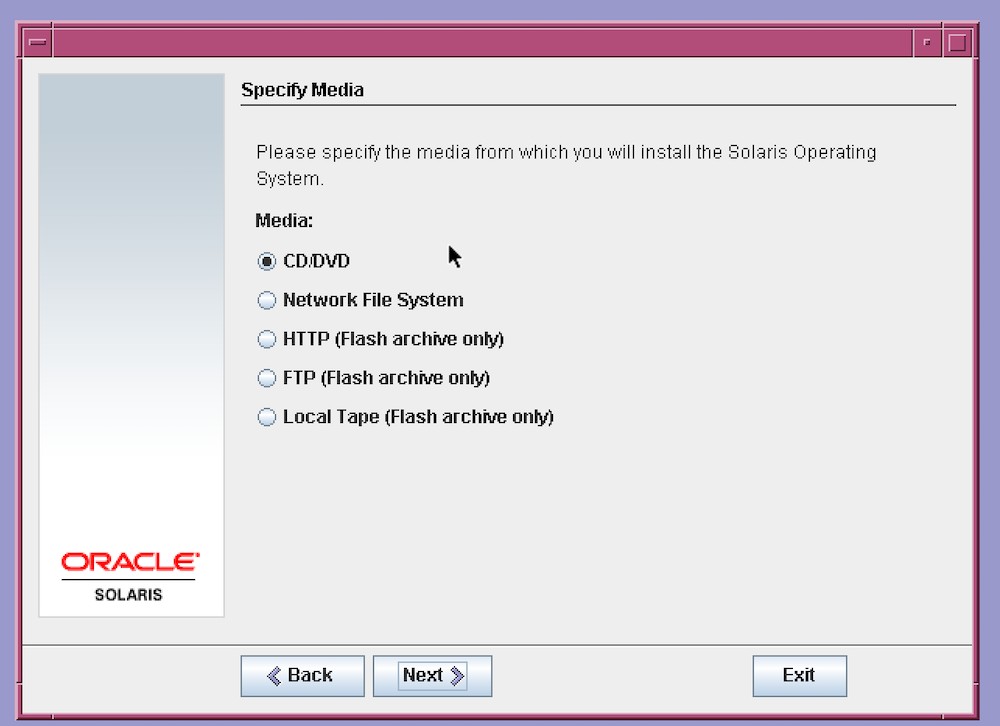 Specify Media
Please specify the media from which you will install the Solaris Operating
System.
Media:
CD/DVD
Network File System
HTTP (Flash archive only)
FTP (Flash archive only)
Local Tape (Flash archive only)
ORACLE
SOLARIS
Back
Next
Exit